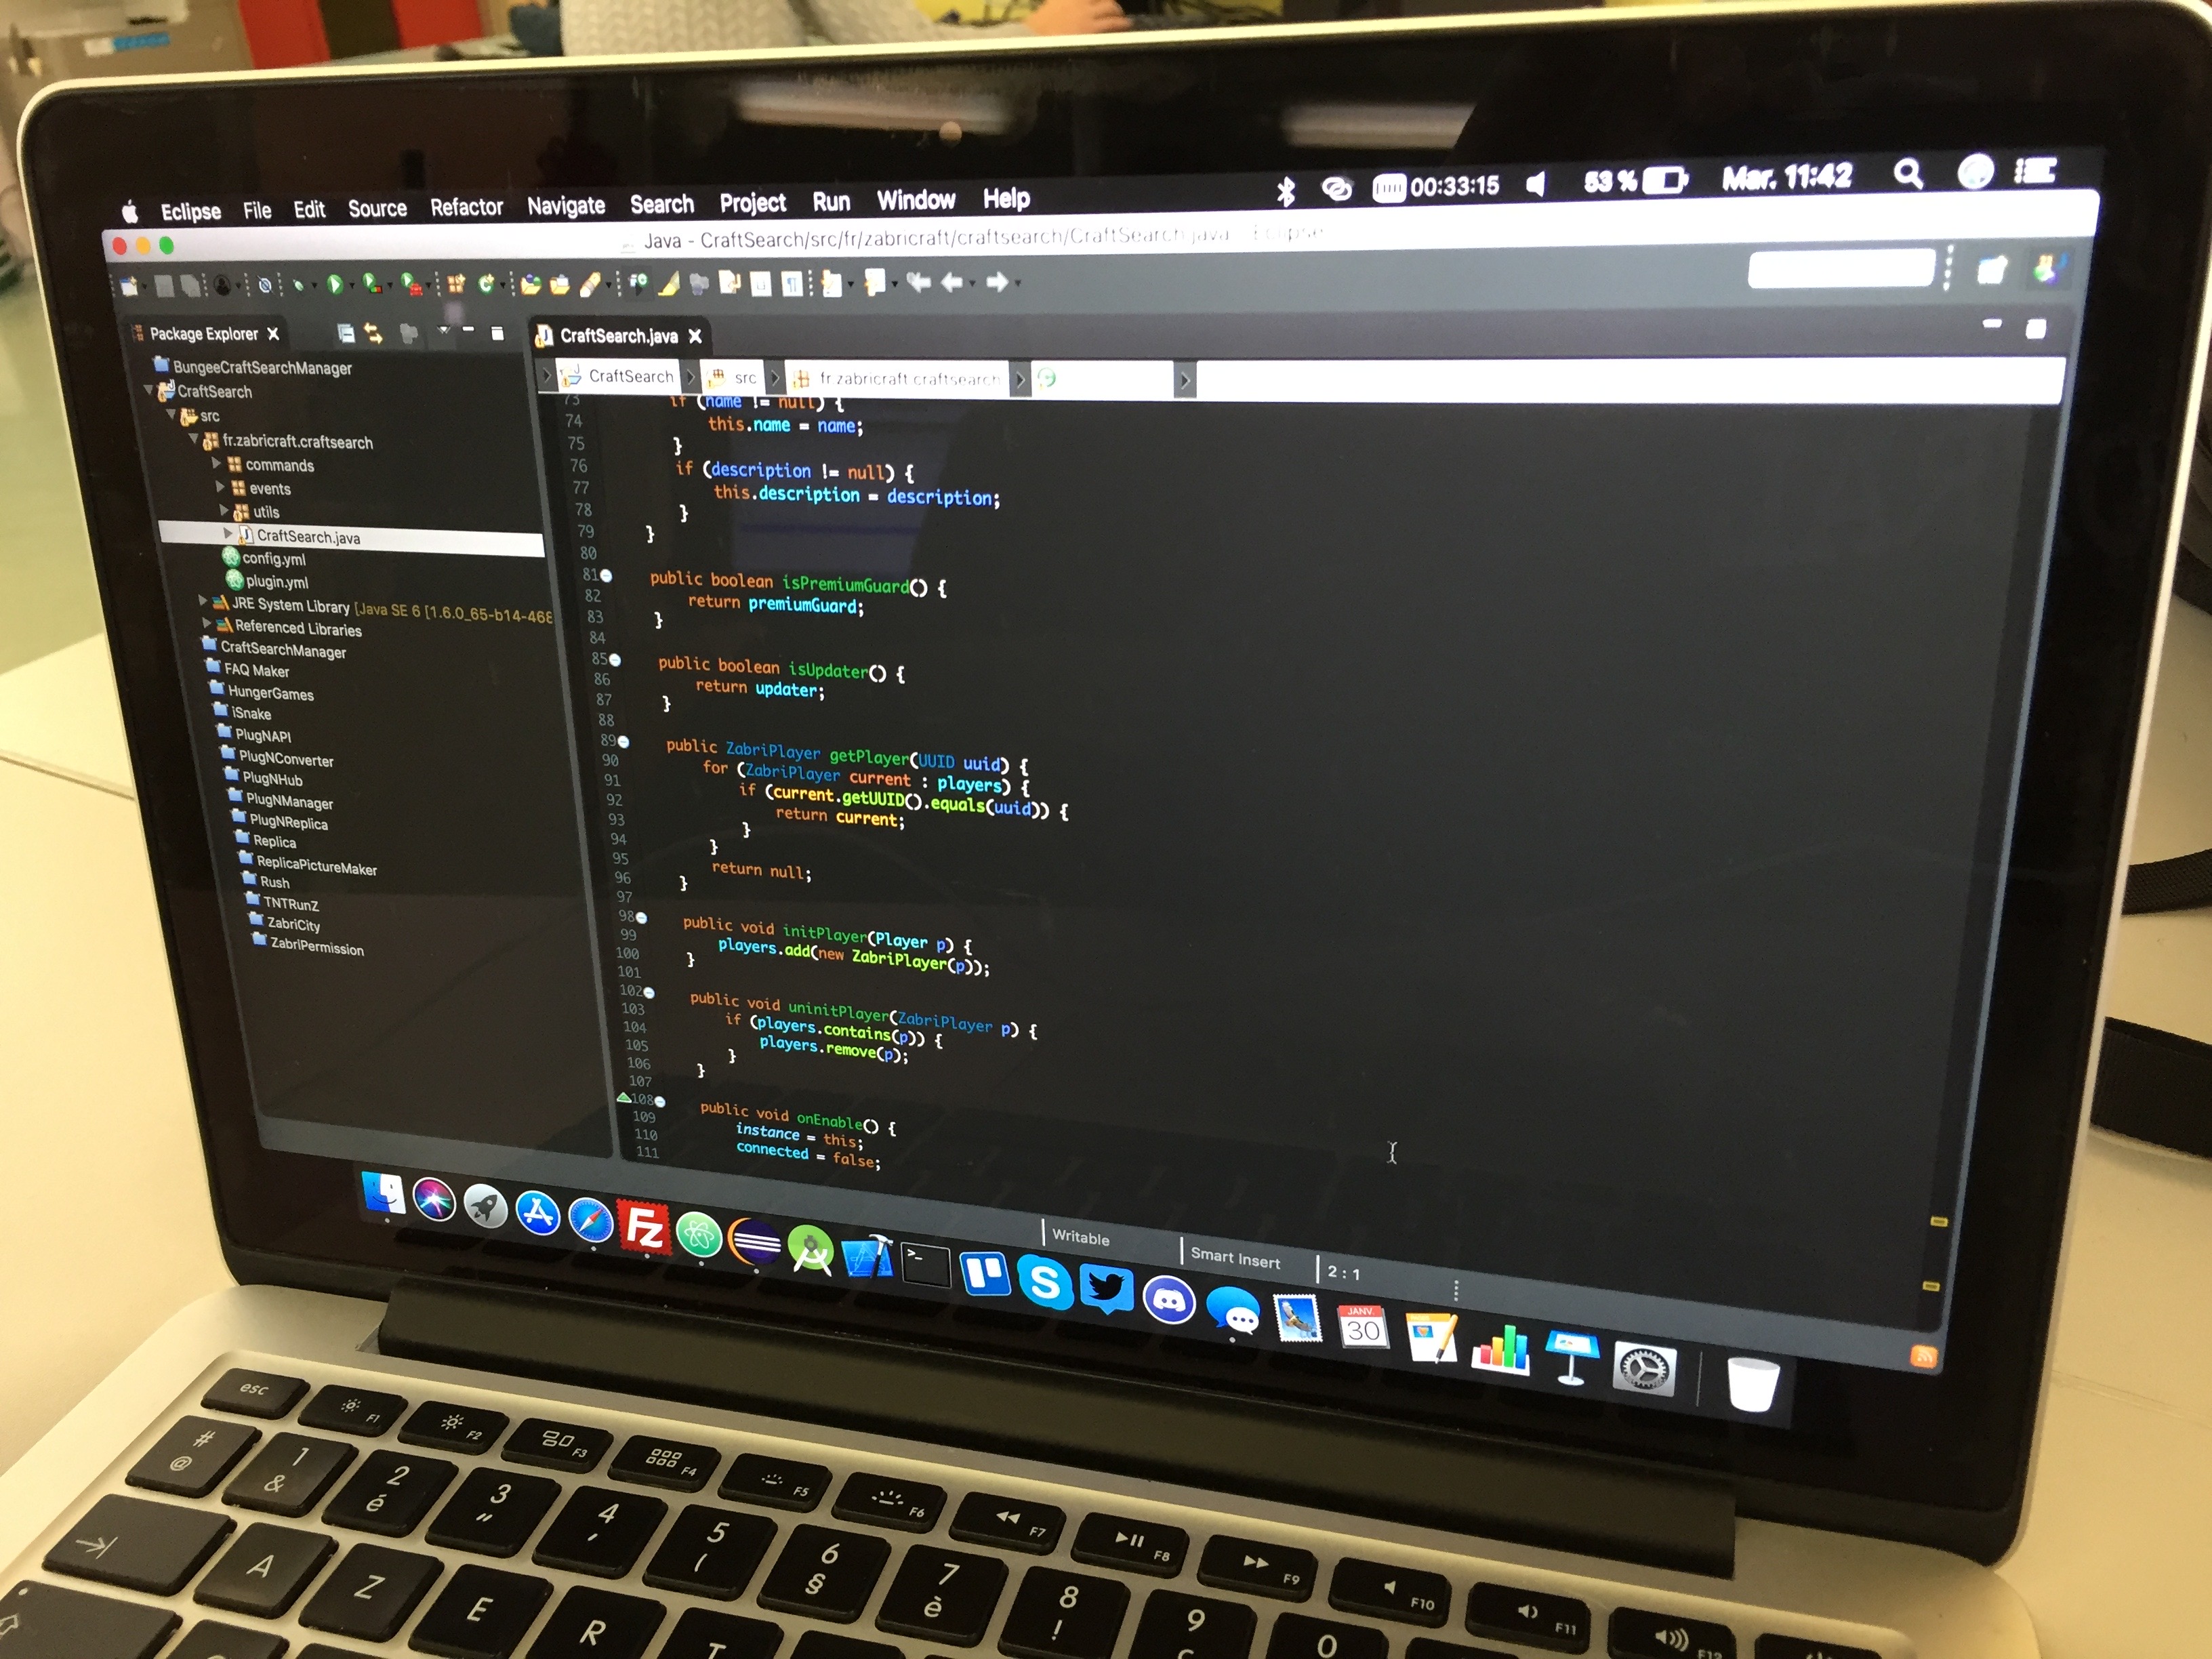 Eclipse File Edit Source Refactor Navigate Search Project Run Window Help 00:33:15 53 % Mar. 11:42
Java - CraftSearch/src/fr/zabricraft/craftsearch/CraftSearch.java - Eclipse
Package Explorer
BungeeCraftSearchManager
CraftSearch
src
fr.zabricraft.craftsearch
commands
events
utils
CraftSearch.java
config.yml
plugin.yml
JRE System Library [Java SE 6 [1.6.0_65-b14-468
Referenced Libraries
CraftSearchManager
FAQ Maker
HungerGames
iSnake
PlugNAPI
PlugNConverter
PlugNHub
PlugNManager
PlugNReplica
Replica
ReplicaPictureMaker
Rush
TNTRunZ
ZabriCity
ZabriPermission
CraftSearch.java
CraftSearch src fr.zabricraft.craftsearch
73 if (name != null) {
74 this.name = name;
75 }
76 if (description != null) {
77 this.description = description;
78 }
79 }
80
81 public boolean isPremiumGuard() {
82 return premiumGuard;
83 }
84
85 public boolean isUpdater() {
86 return updater;
87 }
88
89 public ZabriPlayer getPlayer(UUID uuid) {
90 for (ZabriPlayer current : players) {
91 if (current.getUUID().equals(uuid)) {
92 return current;
93 }
94 }
95 return null;
96 }
97
98 public void initPlayer(Player p) {
99 players.add(new ZabriPlayer(p));
100 }
101
102 public void uninitPlayer(ZabriPlayer p) {
103 if (players.contains(p)) {
104 players.remove(p);
105 }
106 }
107
108 public void onEnable() {
109 instance = this;
110 connected = false;
111
Writable Smart Insert 2 : 1
Fz
S
JANV.
30
esc F1 F2 F3 F4 F5 F6 F7 F8 F9 F10 F11 F12
# 1 2 3 4 5 6 7 8 9 0
@ & é " ' ( § è !
A Z E R T